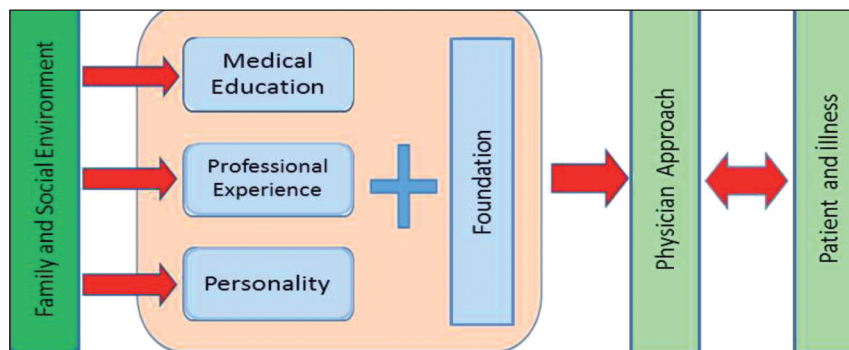 Family and Social Environment
Medical
Education
Professional
Experience
Personality
Foundation
Physician Approach
Patient and illness